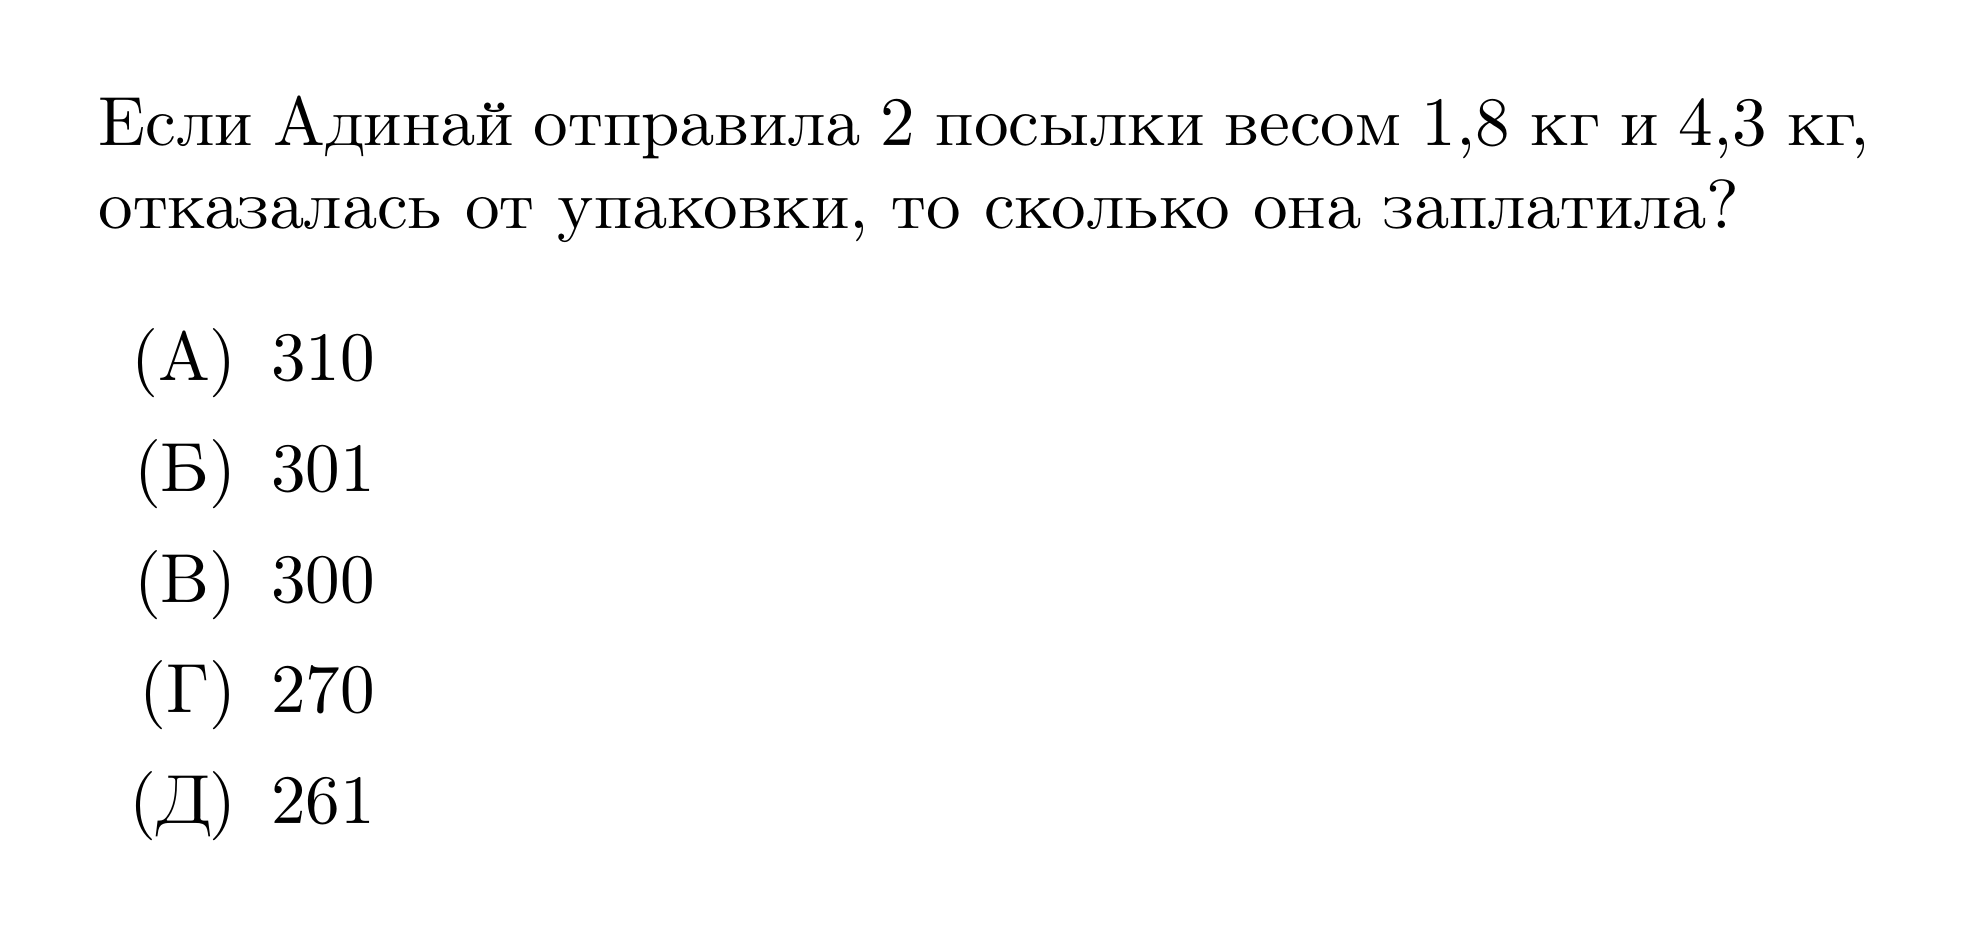 Если Адинай отправила 2 посылки весом 1,8 кг и 4,3 кг,
отказалась от упаковки, то сколько она заплатила?
(А) 310
(Б) 301
(В) 300
(Г) 270
(Д) 261